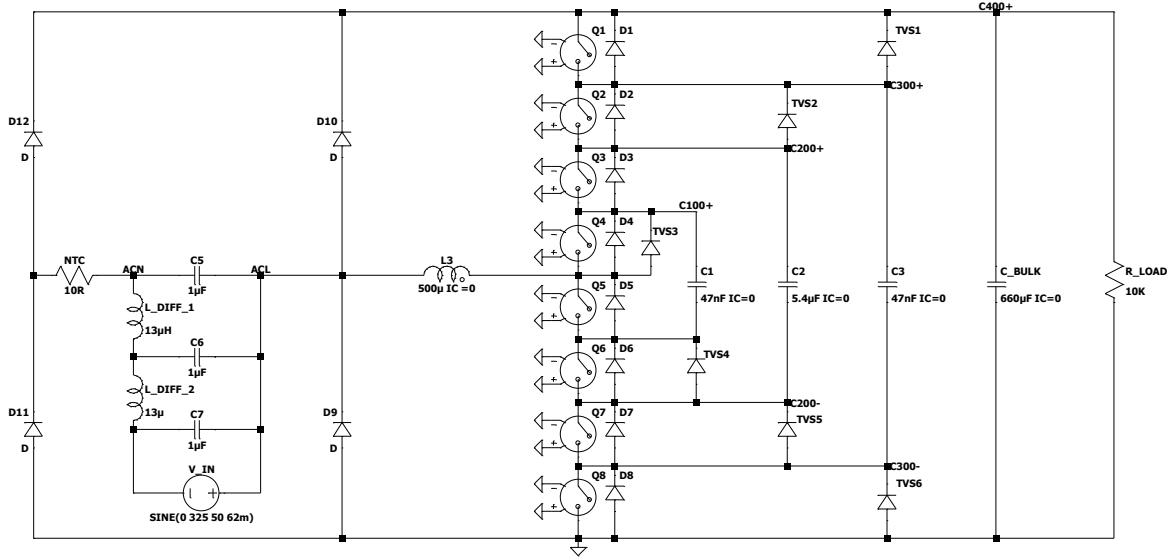 C400+
Q1 D1 TVS1
C300+
D12 D10 Q2 D2 TVS2
D D
C200+
Q3 D3
C100+
Q4 D4
TVS3
NTC ACN C5 ACL L3
10R 1µF 500µ IC =0
C1 C2 C3 C_BULK R_LOAD
47nF IC=0 5.4µF IC=0 47nF IC=0 660µF IC=0 10K
Q5 D5
L_DIFF_1
13µH
C6
1µF
Q6 D6 TVS4
L_DIFF_2
13µ
C200-
D11 C7 D9 Q7 D7 TVS5
D 1µF D
C300-
V_IN
Q8 D8 TVS6
SINE(0 325 50 62m)